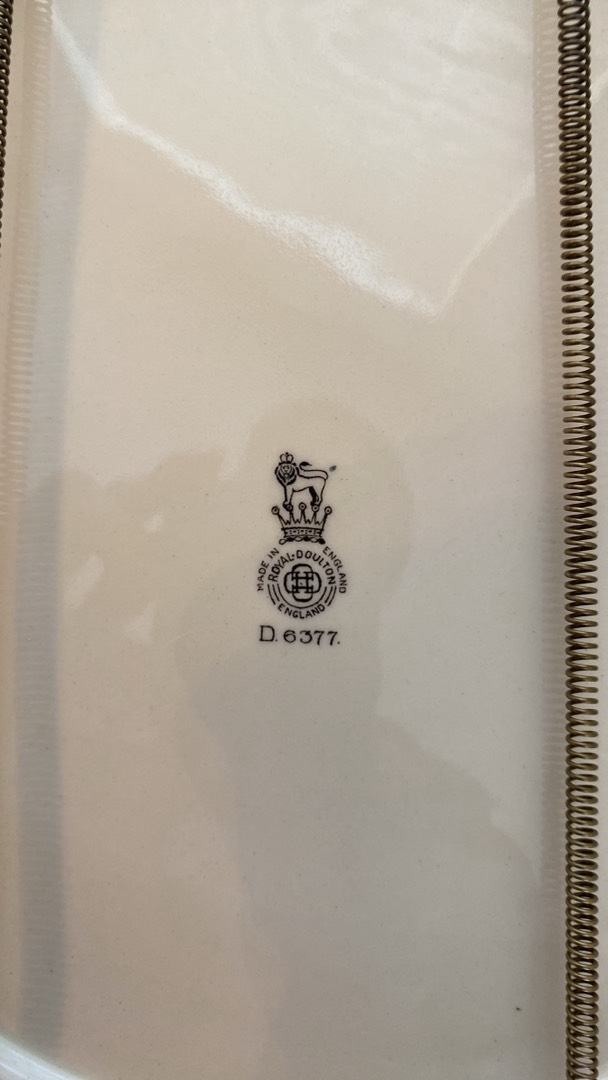 MADE IN ENGLAND
ROYAL-DOULTON
ENGLAND
D.6377.